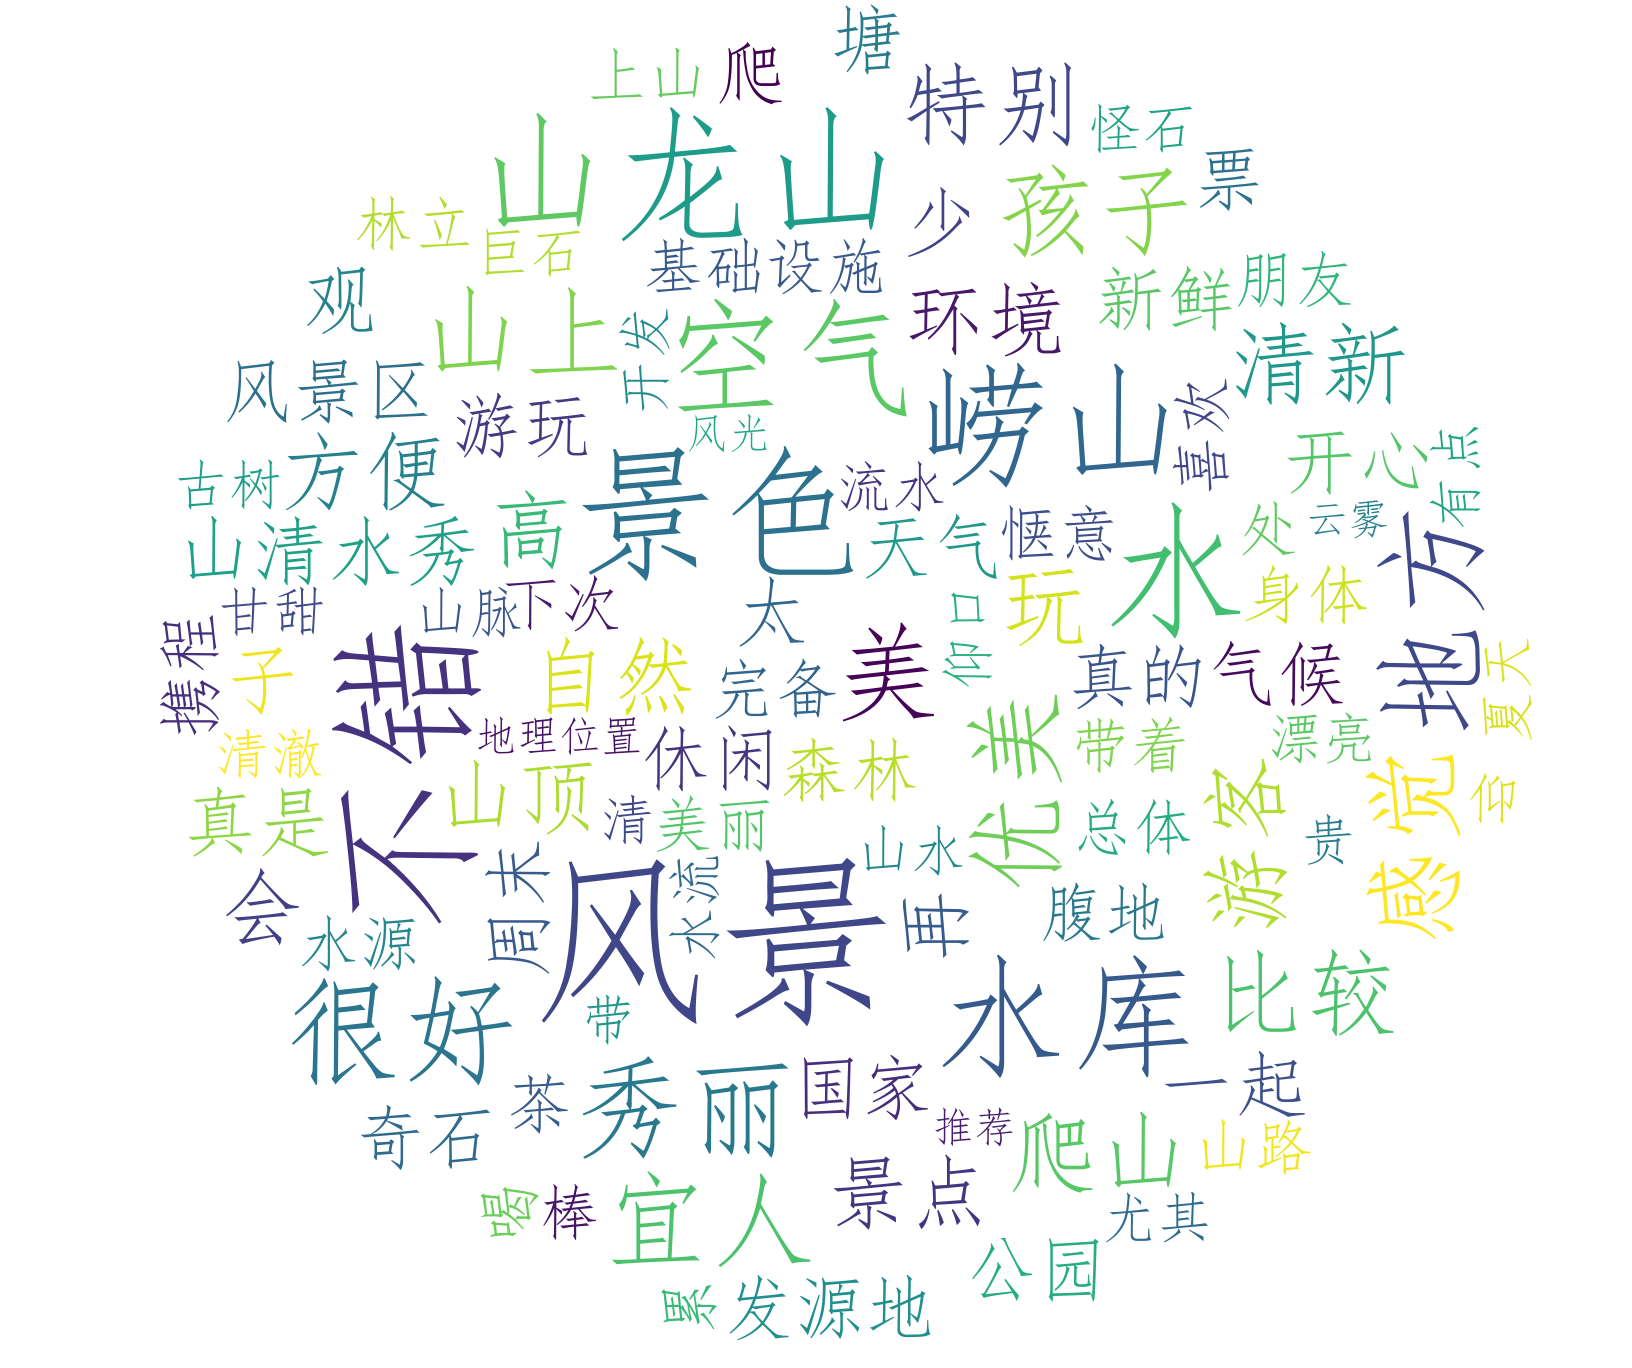 塘
上山
爬
特别
怪石
山
龙山
票
孩子
少
林立
巨石
基础设施
新鲜
朋友
观
山上
开发
空气
环境
清新
风景区
游玩
风光
崂山
喜欢
方便
古树
景色
流水
开心
有点
山清水秀
高
天气
惬意
水
处
云雾
地方
甘甜
山脉
下次
太
仰口
玩
身体
携程
子
不错
自然
完备
美
真的
气候
夏天
清澈
地理位置
休闲
森林
优美
带着
漂亮
真是
山顶
清
美丽
总体
游客
感觉
贵
会
周末
风景
水流
山水
再
腹地
水源
很好
带
水库
比较
奇石
茶
秀丽
国家
一起
推荐
爬山
山路
喝
棒
宜人
景点
尤其
公园
累
发源地